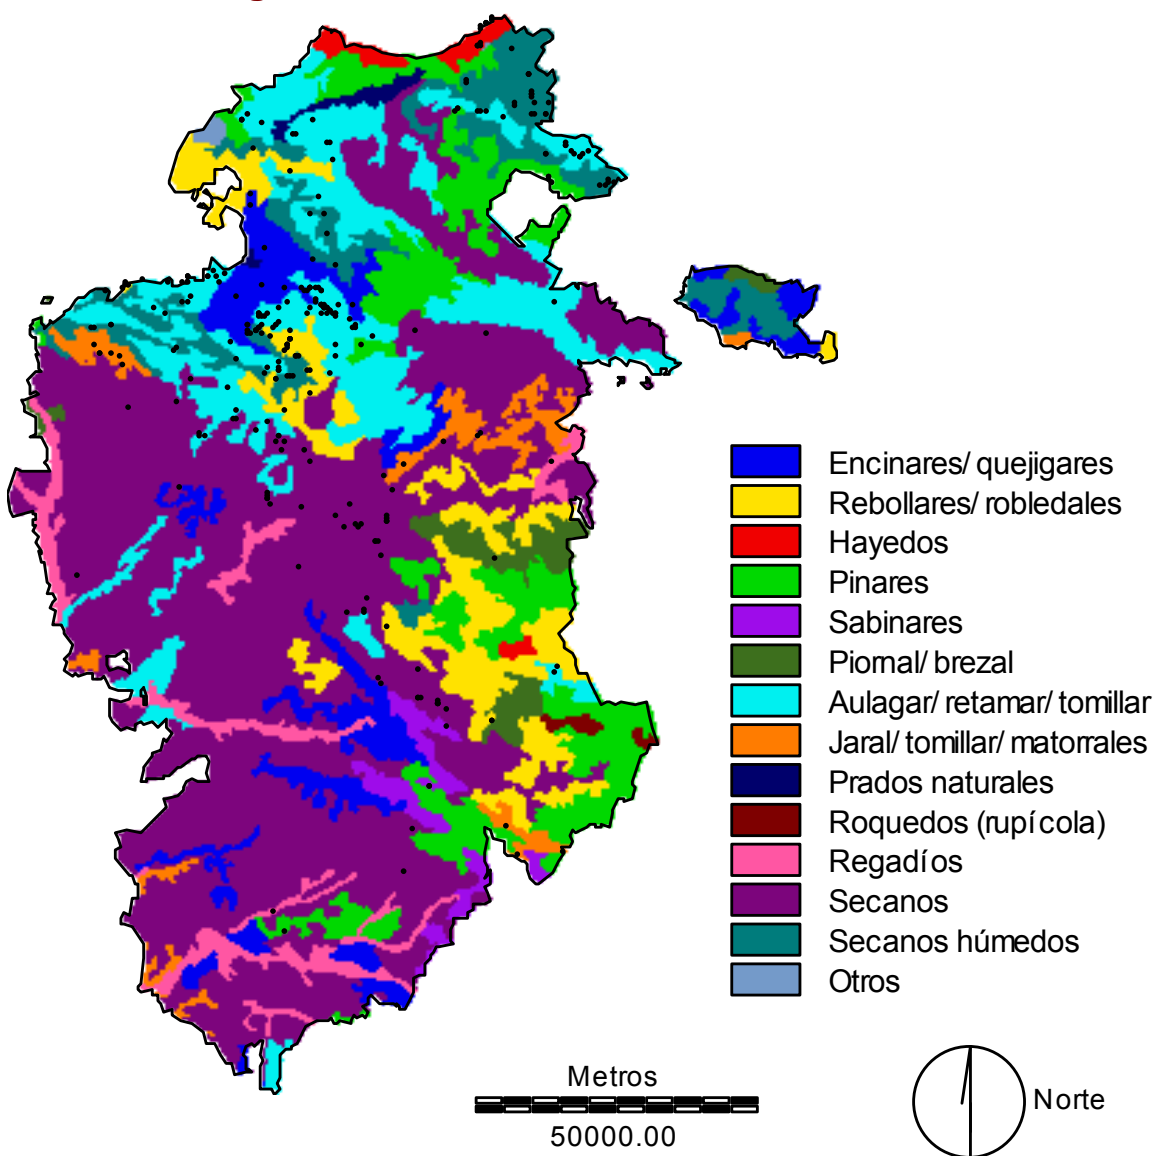 Encinares/ quejigares
Rebollares/ robledales
Hayedos
Pinares
Sabinares
Piornal/ brezal
Aulagar/ retamar/ tomillar
Jaral/ tomillar/ matorrales
Prados naturales
Roquedos (rupícola)
Regadíos
Secanos
Secanos húmedos
Otros
Metros
50000.00
Norte